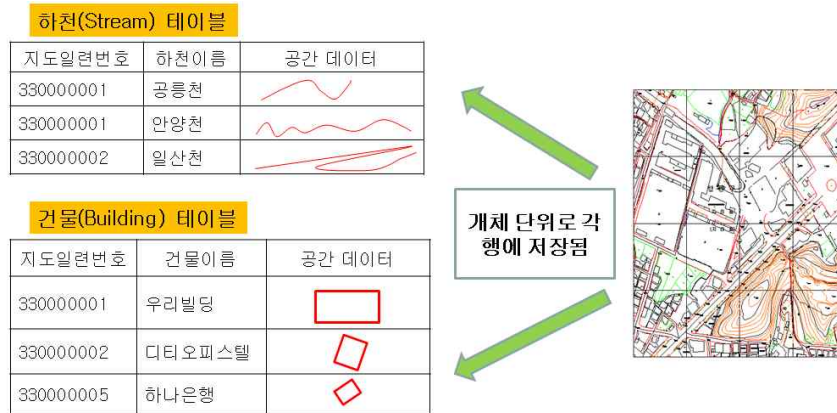 하천(Stream) 테이블
지도일련번호 하천이름 공간 데이터
330000001 공릉천
330000001 안양천
330000002 일산천
건물(Building) 테이블
지도일련번호 건물이름 공간 데이터
330000001 우리빌딩
330000002 디티오피스텔
330000005 하나은행
개체 단위로 각
행에 저장됨